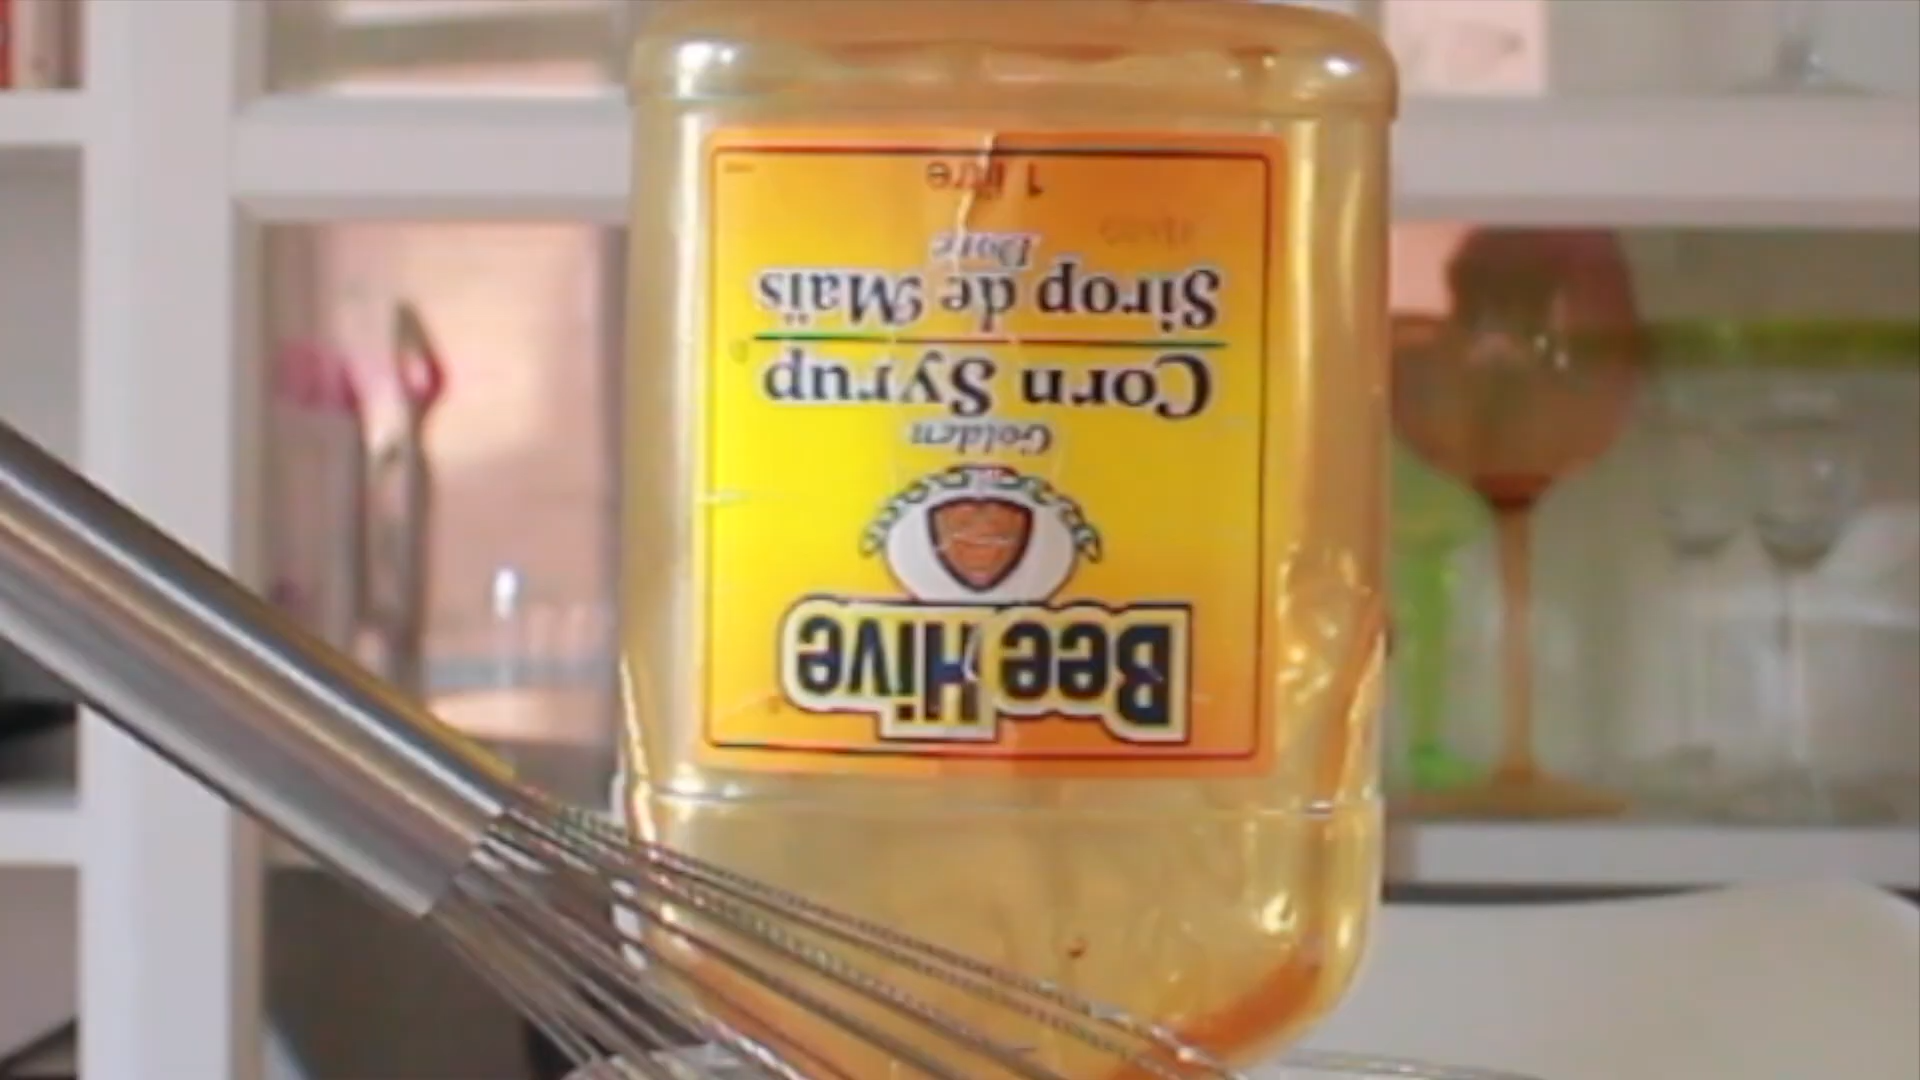 Bee Hive
Golden
Corn Syrup
Sirop de Maïs
Doré
1 litre